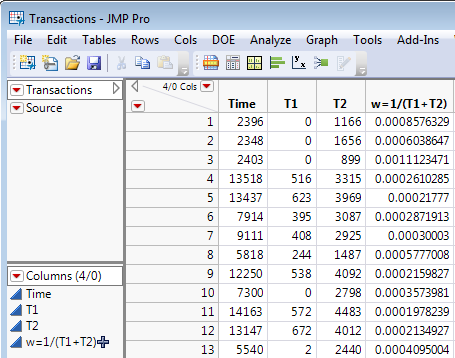 Transactions - JMP Pro
File Edit Tables Rows Cols DOE Analyze Graph Tools Add-Ins
Transactions
Source
4/0 Cols
Time T1 T2 w=1/(T1+T2)
1 2396 0 1166 0.0008576329
2 2348 0 1656 0.0006038647
3 2403 0 899 0.0011123471
4 13518 516 3315 0.0002610285
5 13437 623 3969 0.00021777
6 7914 395 3087 0.0002871913
7 9111 408 2925 0.00030003
8 5818 244 1487 0.0005777008
9 12250 538 4092 0.0002159827
10 7300 0 2798 0.0003573981
11 14163 572 4483 0.0001978239
12 13147 672 4012 0.0002134927
13 5540 2 2440 0.0004095004
Columns (4/0)
Time
T1
T2
w=1/(T1+T2)